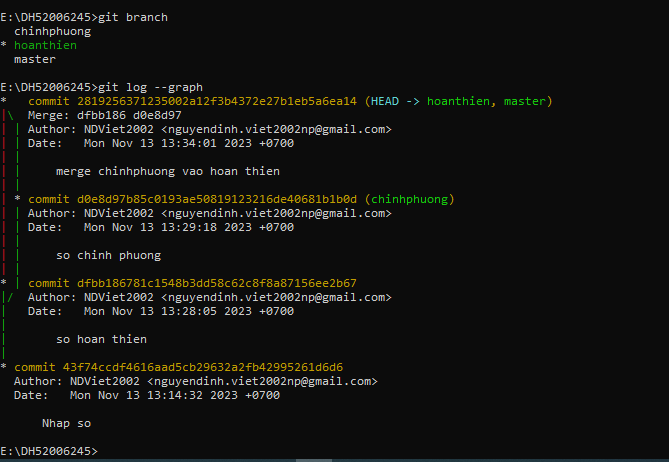 E:\DH52006245>git branch
  chinhphuong
* hoanthien
  master
E:\DH52006245>git log --graph
*   commit 2819256371235002a12f3b4372e27b1eb5a6ea14 (HEAD -> hoanthien, master)
|\  Merge: dfbb186 d0e8d97
| | Author: NDViet2002 <nguyendinh.viet2002np@gmail.com>
| | Date:   Mon Nov 13 13:34:01 2023 +0700
| |
| |     merge chinhphuong vao hoan thien
| |
| * commit d0e8d97b85c0193ae50819123216de40681b1b0d (chinhphuong)
| | Author: NDViet2002 <nguyendinh.viet2002np@gmail.com>
| | Date:   Mon Nov 13 13:29:18 2023 +0700
| |
| |     so chinh phuong
| |
* | commit dfbb186781c1548b3dd58c62c8f8a87156ee2b67
|/  Author: NDViet2002 <nguyendinh.viet2002np@gmail.com>
|   Date:   Mon Nov 13 13:28:05 2023 +0700
|
|       so hoan thien
|
* commit 43f74ccdf4616aad5cb29632a2fb42995261d6d6
  Author: NDViet2002 <nguyendinh.viet2002np@gmail.com>
  Date:   Mon Nov 13 13:14:32 2023 +0700
      Nhap so
E:\DH52006245>